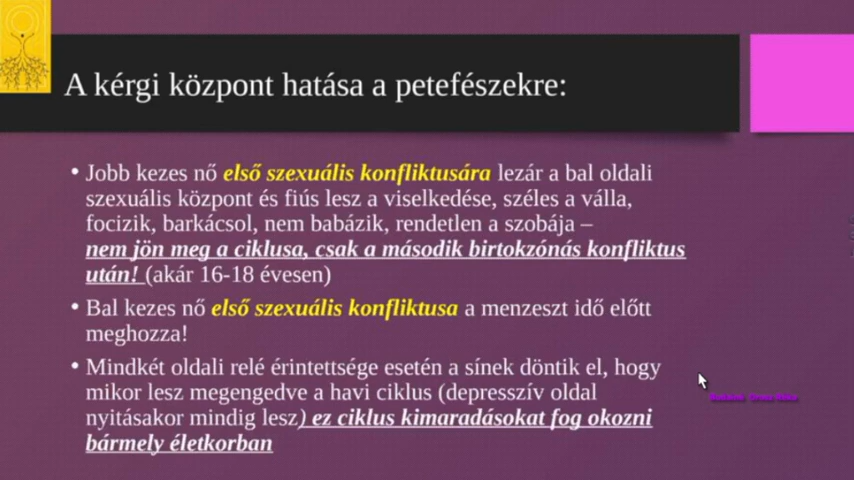 A kérgi központ hatása a petefészekre:
• Jobb kezes nő első szexuális konfliktusára lezár a bal oldali
szexuális központ és fiús lesz a viselkedése, széles a válla,
focizik, barkácsol, nem babázik, rendetlen a szobája –
nem jön meg a ciklusa, csak a második birtokzónás konfliktus
után! (akár 16-18 évesen)
• Bal kezes nő első szexuális konfliktusa a menzeszt idő előtt
meghozza!
• Mindkét oldali relé érintettsége esetén a sínek döntik el, hogy
mikor lesz megengedve a havi ciklus (depresszív oldal
nyitásakor mindig lesz) ez ciklus kimaradásokat fog okozni
bármely életkorban